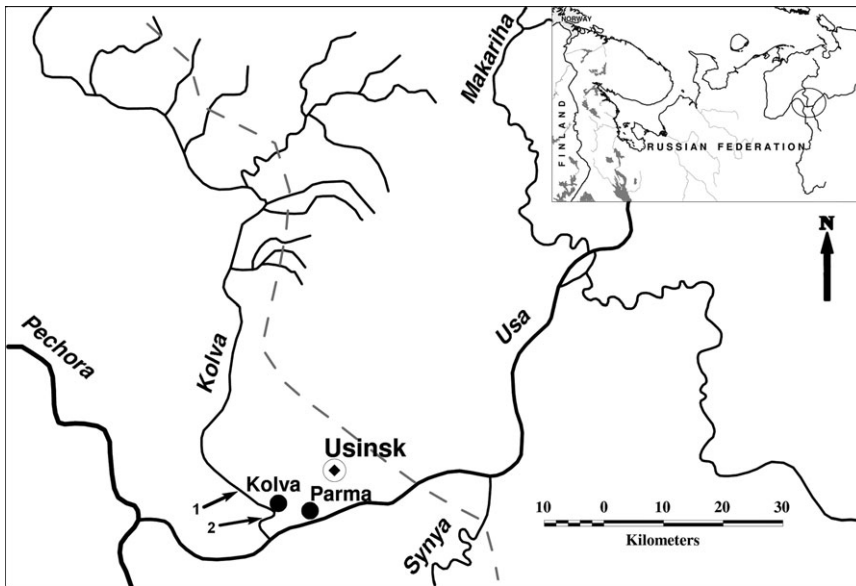 NORWAY
FINLAND
RUSSIAN FEDERATION
Makariha
N
Usa
Pechora
Kolva
Usinsk
Kolva
Parma
1
2
Synya
10 0 10 20 30
Kilometers